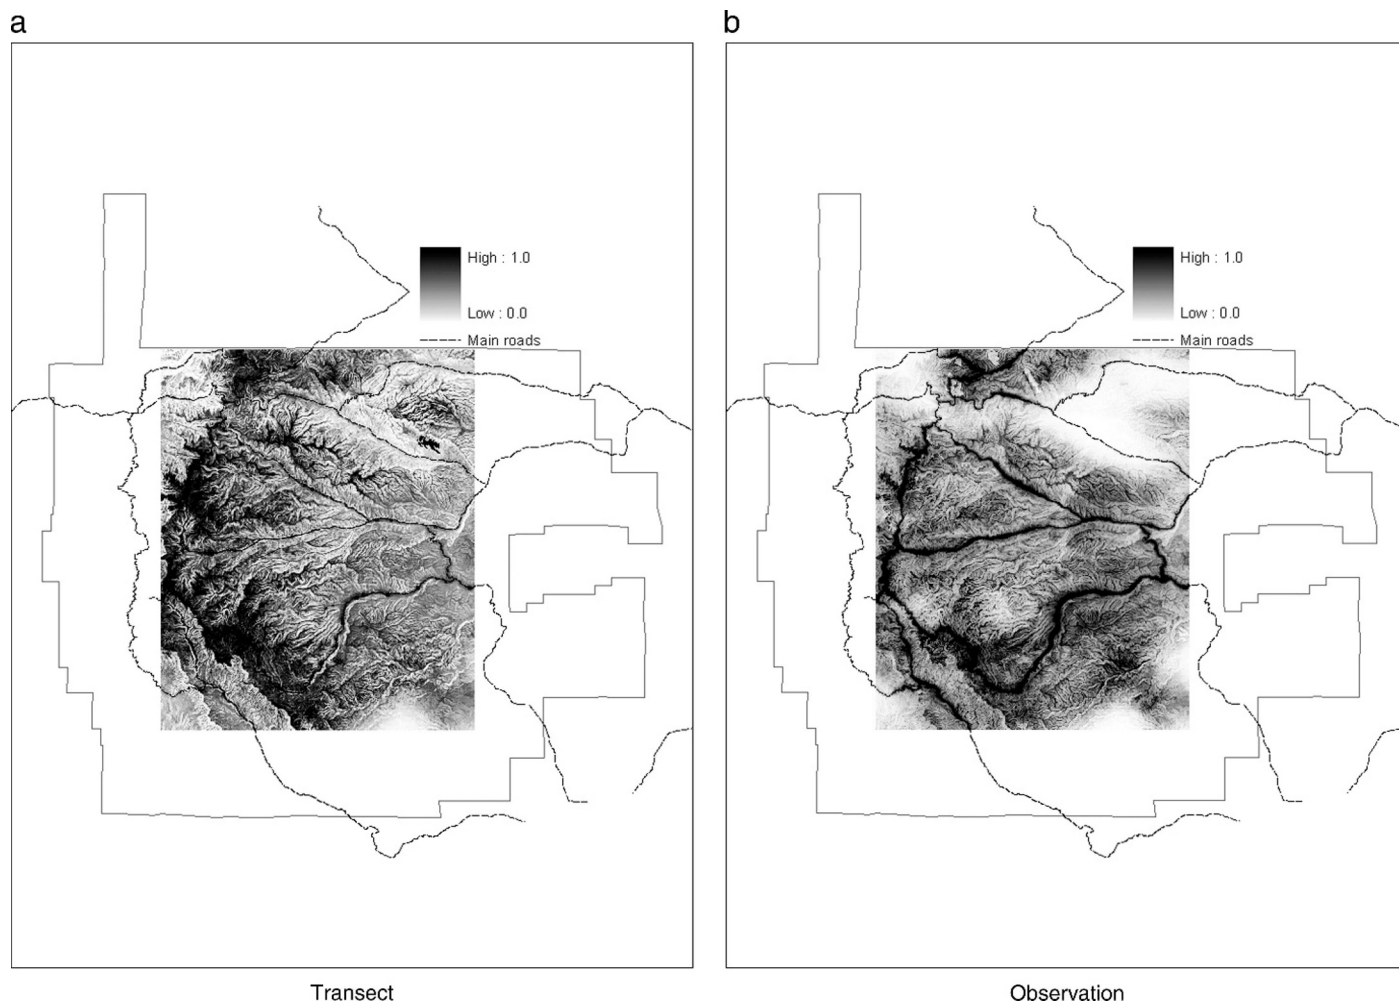 a
b
High : 1.0
Low : 0.0
Main roads
High : 1.0
Low : 0.0
Main roads
Transect
Observation